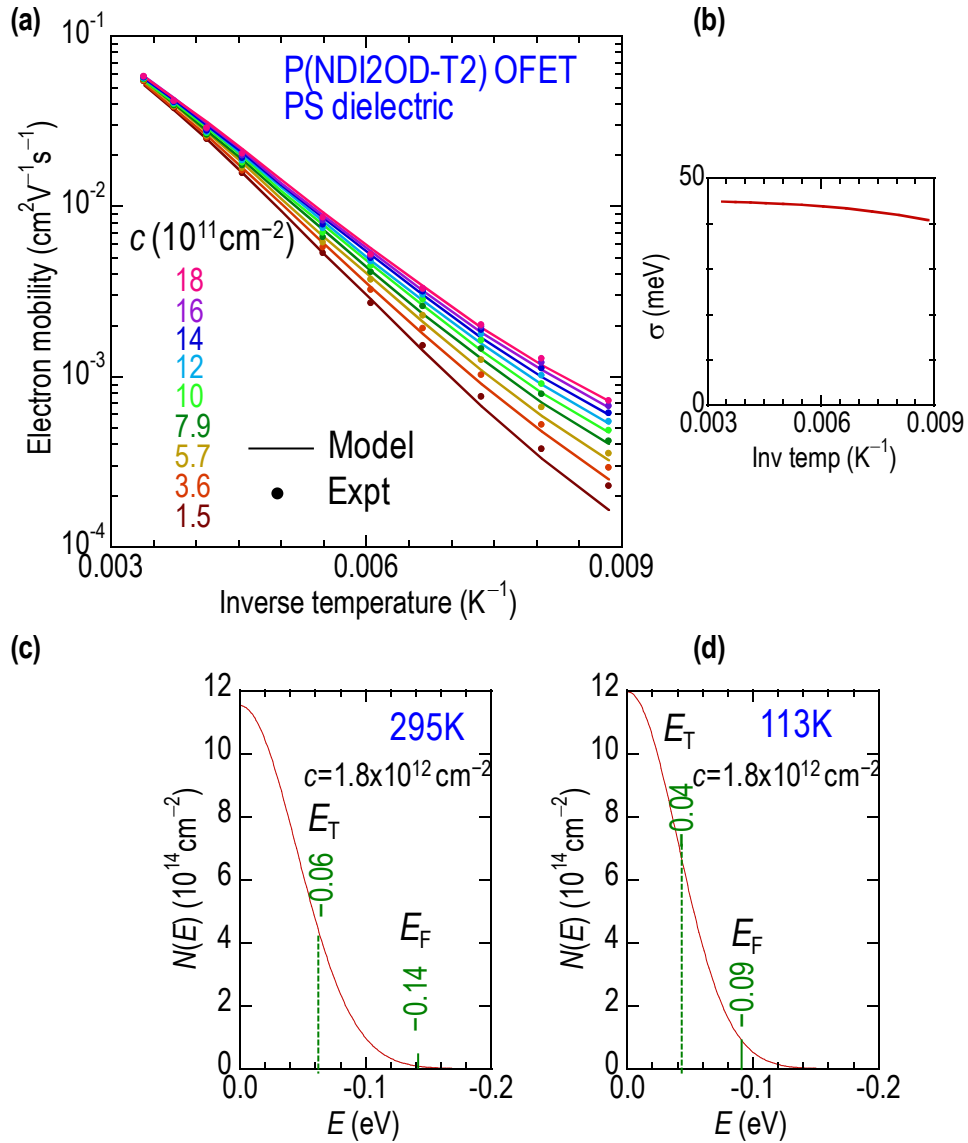 (a)
P(NDI2OD-T2) OFET
PS dielectric
Electron mobility (cm²V⁻¹s⁻¹)
10⁻¹
10⁻²
10⁻³
10⁻⁴
c (10¹¹cm⁻²)
18
16
14
12
10
7.9
5.7
3.6
1.5
Model
Expt
0.003 0.006 0.009
Inverse temperature (K⁻¹)
(b)
50
0
σ (meV)
0.003 0.006 0.009
Inv temp (K⁻¹)
(c)
N(E) (10¹⁴cm⁻²)
12
10
8
6
4
2
0
295K
c=1.8x10¹² cm⁻²
E_T
−0.06
E_F
−0.14
0.0 -0.1 -0.2
E (eV)
(d)
N(E) (10¹⁴cm⁻²)
12
10
8
6
4
2
0
113K
c=1.8x10¹² cm⁻²
E_T
−0.04
E_F
−0.09
0.0 -0.1 -0.2
E (eV)